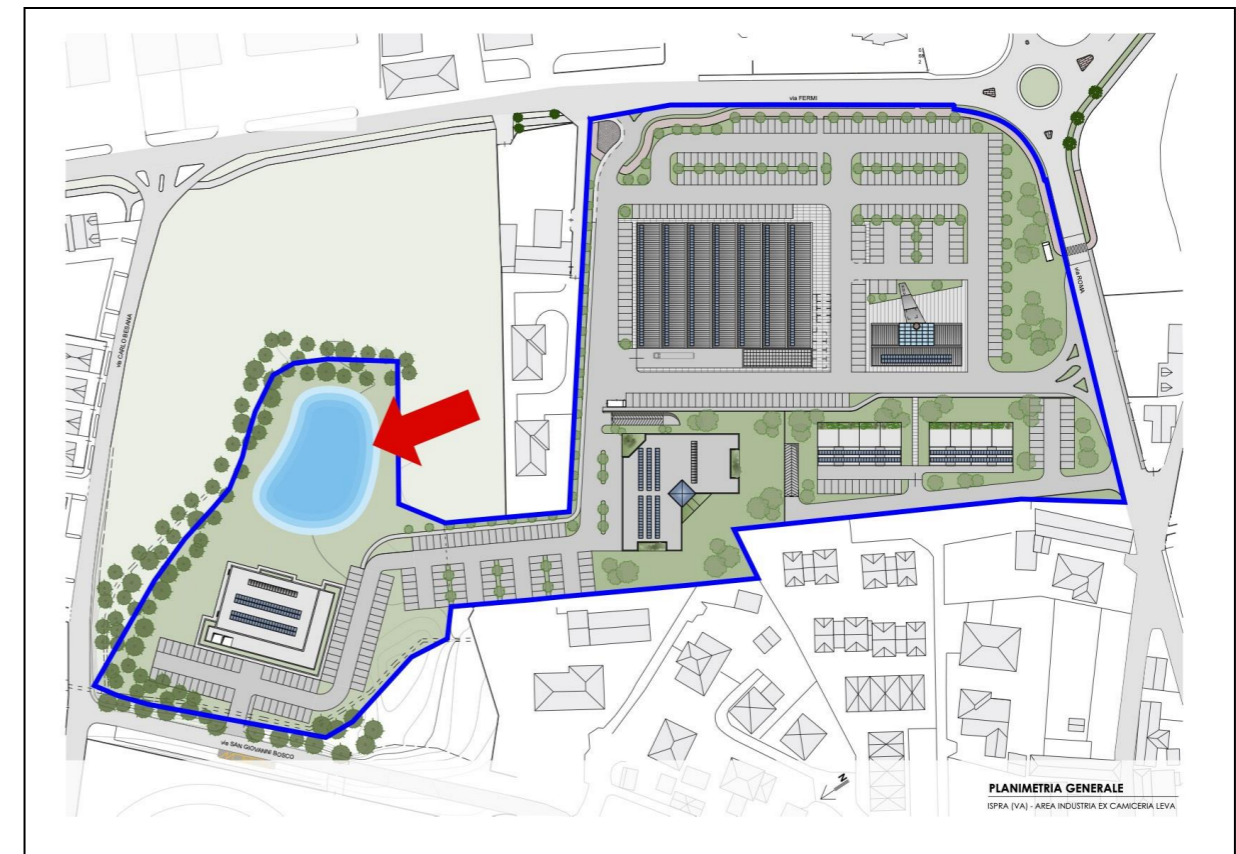 via FERMI
via ROMA
via CARLO BESANA
via SAN GIOVANNI BOSCO
N
PLANIMETRIA GENERALE
ISPRA (VA) - AREA INDUSTRIA EX CAMICERIA LEVA